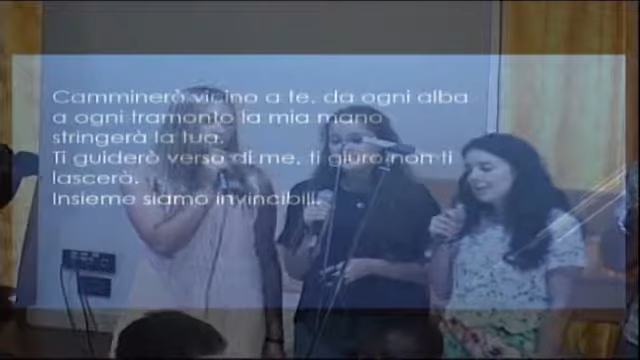 Camminerò vicino a te, da ogni alba
a ogni tramonto la mia mano
stringerà la tua.
Ti guiderò verso di me, ti giuro non ti
lascerà.
Insieme siamo invincibili.